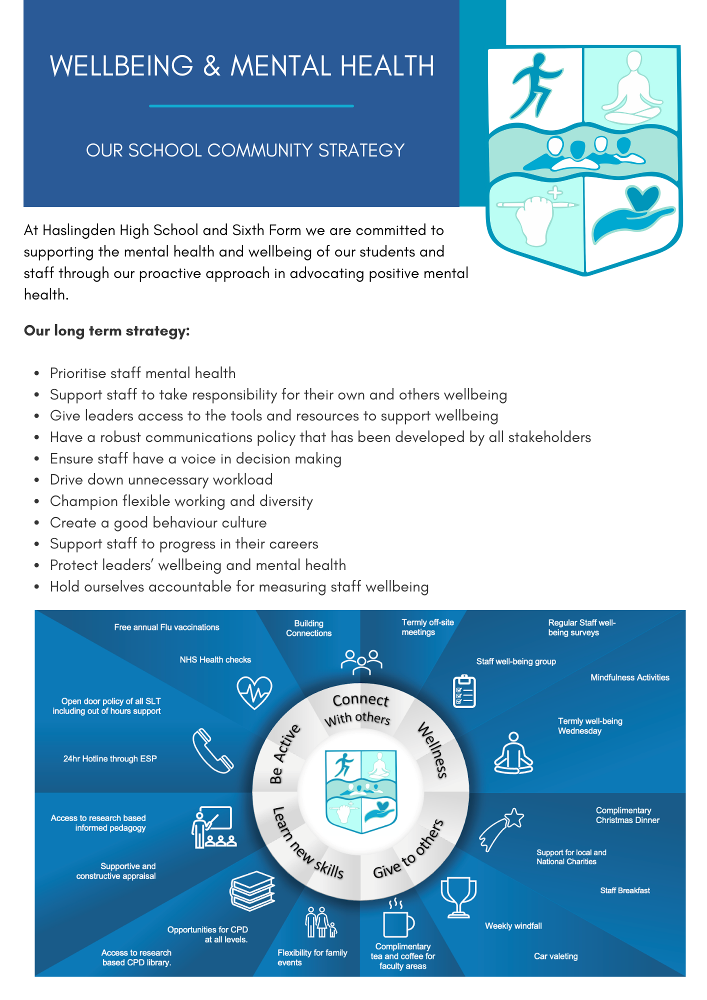 WELLBEING & MENTAL HEALTH
OUR SCHOOL COMMUNITY STRATEGY
At Haslingden High School and Sixth Form we are committed to
supporting the mental health and wellbeing of our students and
staff through our proactive approach in advocating positive mental
health.
Our long term strategy:
• Prioritise staff mental health
• Support staff to take responsibility for their own and others wellbeing
• Give leaders access to the tools and resources to support wellbeing
• Have a robust communications policy that has been developed by all stakeholders
• Ensure staff have a voice in decision making
• Drive down unnecessary workload
• Champion flexible working and diversity
• Create a good behaviour culture
• Support staff to progress in their careers
• Protect leaders’ wellbeing and mental health
• Hold ourselves accountable for measuring staff wellbeing
Free annual Flu vaccinations
Building
Connections
Termly off-site
meetings
Regular Staff well-
being surveys
NHS Health checks
Staff well-being group
Mindfulness Activities
Open door policy of all SLT
including out of hours support
Termly well-being
Wednesday
24hr Hotline through ESP
Connect
With others
Be Active
Wellness
Learn new skills
Give to others
Access to research based
informed pedagogy
Complimentary
Christmas Dinner
Support for local and
National Charities
Supportive and
constructive appraisal
Staff Breakfast
Opportunities for CPD
at all levels.
Weekly windfall
Access to research
based CPD library.
Flexibility for family
events
Complimentary
tea and coffee for
faculty areas
Car valeting